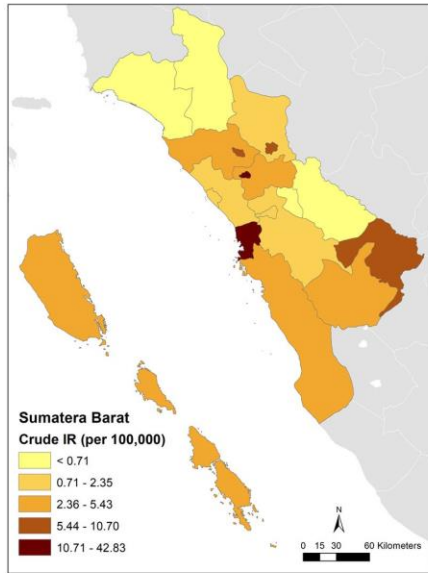 Sumatera Barat
Crude IR (per 100,000)
< 0.71
0.71 - 2.35
2.36 - 5.43
5.44 - 10.70
10.71 - 42.83
N
0 15 30 60 Kilometers